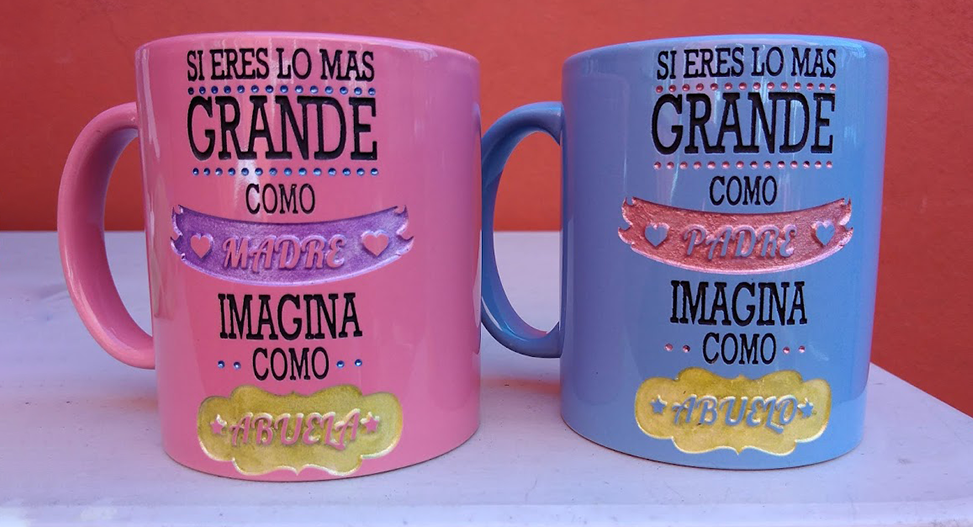 SI ERES LO MAS
GRANDE
COMO
MADRE
IMAGINA
COMO
ABUELA
SI ERES LO MAS
GRANDE
COMO
PADRE
IMAGINA
COMO
ABUELO